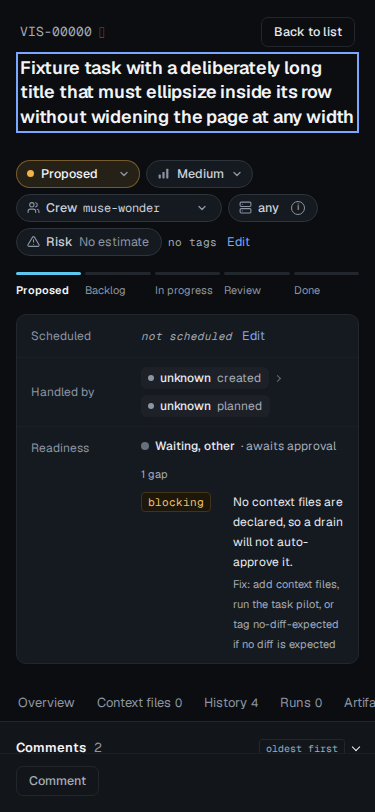 VIS-00000
Back to list
Fixture task with a deliberately long
title that must ellipsize inside its row
without widening the page at any width
Proposed
Medium
Crew muse-wonder
any
Risk No estimate
no tags Edit
Proposed Backlog In progress Review Done
Scheduled
not scheduled Edit
Handled by
unknown created
unknown planned
Readiness
Waiting, other · awaits approval
1 gap
blocking
No context files are
declared, so a drain
will not auto-
approve it.
Fix: add context files,
run the task pilot, or
tag no-diff-expected
if no diff is expected
Overview Context files 0 History 4 Runs 0 Artifa
Comments 2
oldest first
Comment